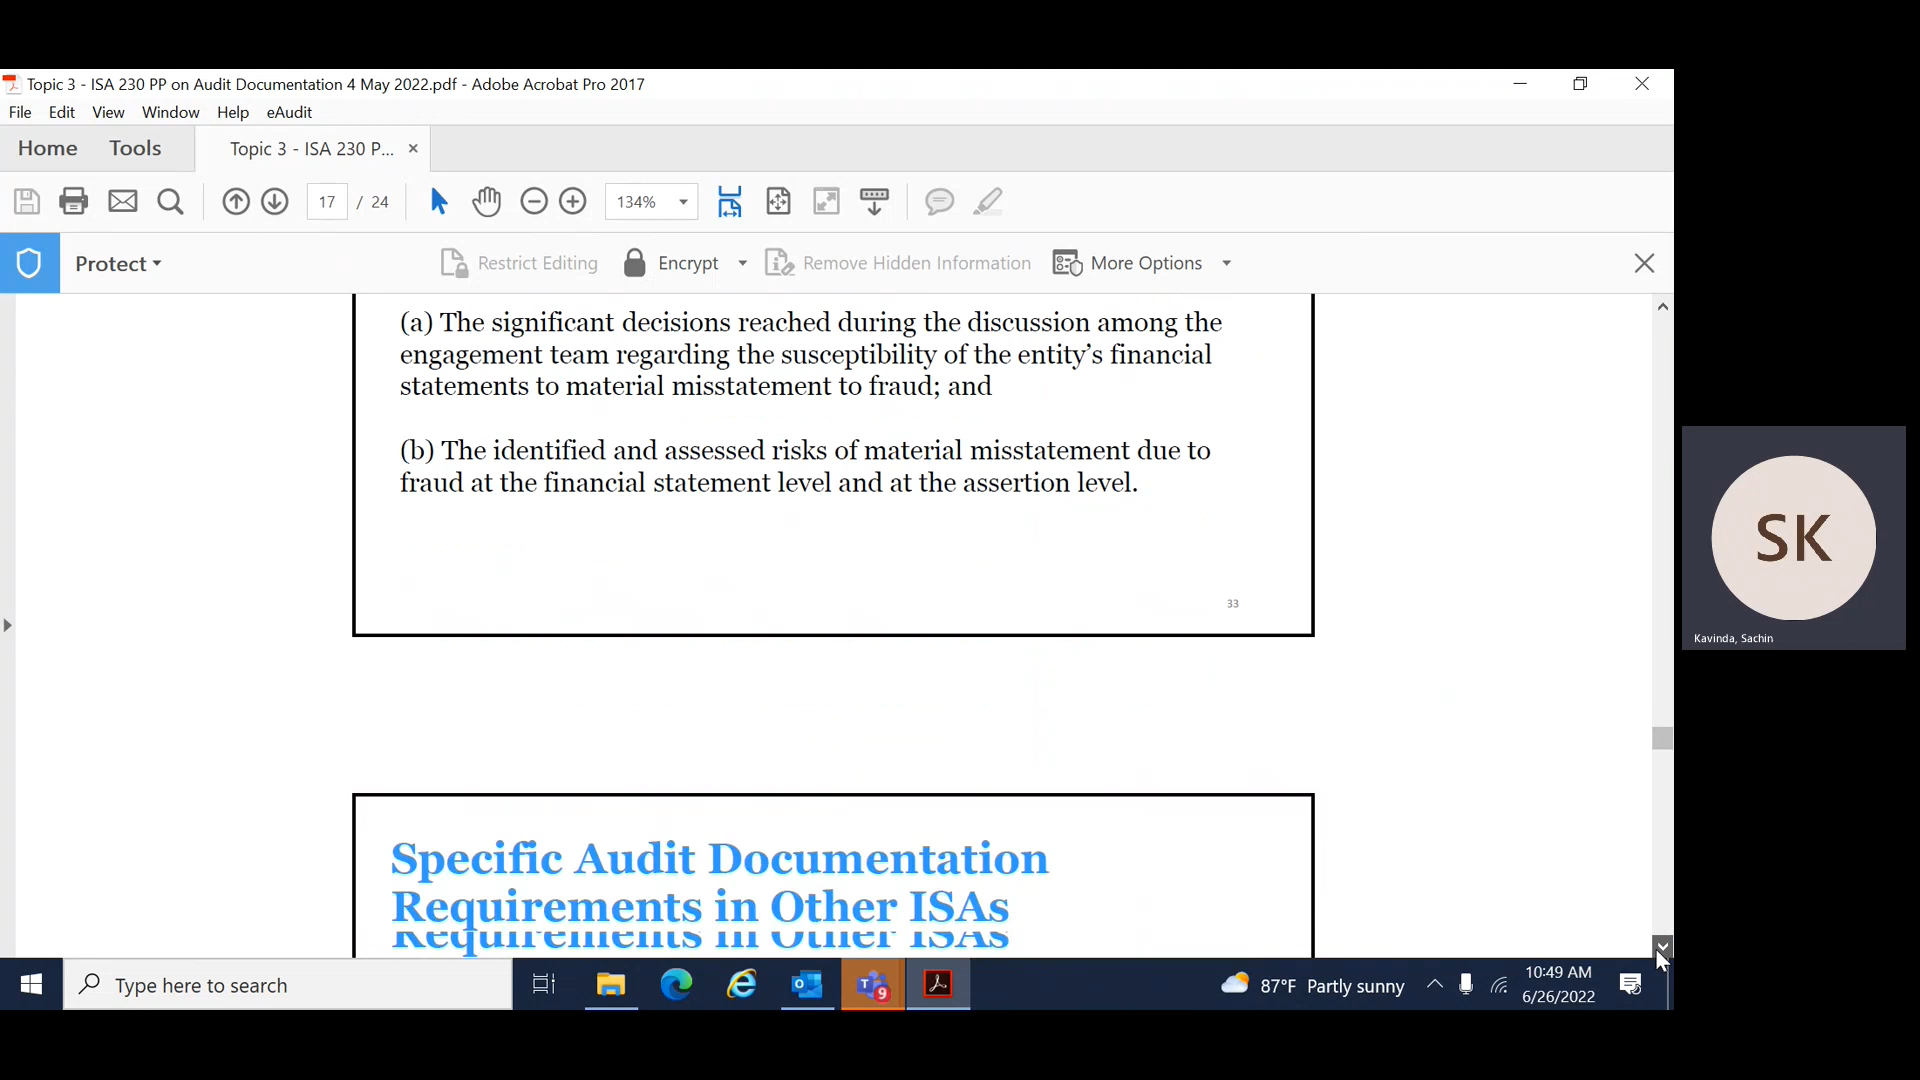 Topic 3 - ISA 230 PP on Audit Documentation 4 May 2022.pdf - Adobe Acrobat Pro 2017
File Edit View Window Help eAudit
Home Tools Topic 3 - ISA 230 P... ×
17 / 24 134%
Protect Restrict Editing Encrypt Remove Hidden Information More Options
(a) The significant decisions reached during the discussion among the
engagement team regarding the susceptibility of the entity's financial
statements to material misstatement to fraud; and
(b) The identified and assessed risks of material misstatement due to
fraud at the financial statement level and at the assertion level.
33
SK
Kavinda, Sachin
Specific Audit Documentation
Requirements in Other ISAs
Requirements in Other ISAs
Type here to search
9
87°F Partly sunny
10:49 AM
6/26/2022